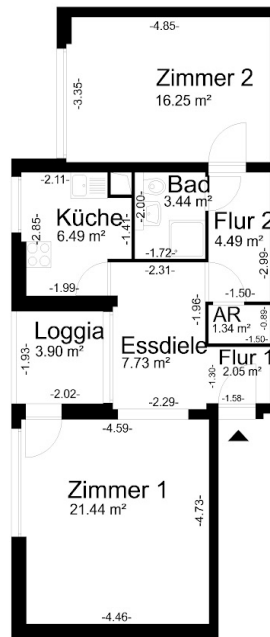 -4.85-
-3.35-
Zimmer 2
16.25 m²
-2.11-
Bad
3.44 m²
-2.00-
-1.41-
Küche
6.49 m²
-2.85-
Flur 2
4.49 m²
-2.99-
-1.72-
-2.31-
-1.99-
-1.50-
-1.96-
AR
1.34 m²
-0.89-
-1.50-
Loggia
3.90 m²
-1.93-
Essdiele
7.73 m²
Flur 1
2.05 m²
-1.30-
-2.02-
-2.29-
-1.58-
-4.59-
Zimmer 1
21.44 m²
-4.73-
-4.46-